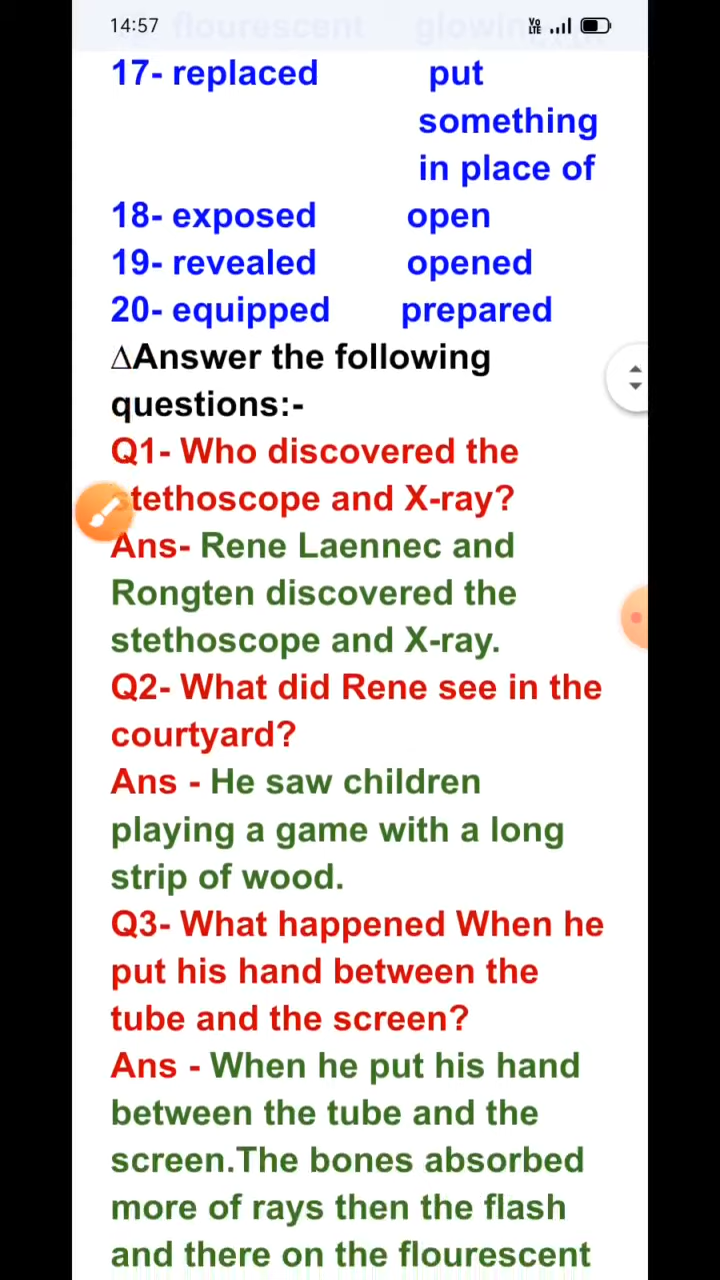 14:57
flourescent
17- replaced put
something
in place of
18- exposed open
19- revealed opened
20- equipped prepared
∆Answer the following
questions:-
Q1- Who discovered the
stethoscope and X-ray?
Ans- Rene Laennec and
Rongten discovered the
stethoscope and X-ray.
Q2- What did Rene see in the
courtyard?
Ans - He saw children
playing a game with a long
strip of wood.
Q3- What happened When he
put his hand between the
tube and the screen?
Ans - When he put his hand
between the tube and the
screen.The bones absorbed
more of rays then the flash
and there on the flourescent